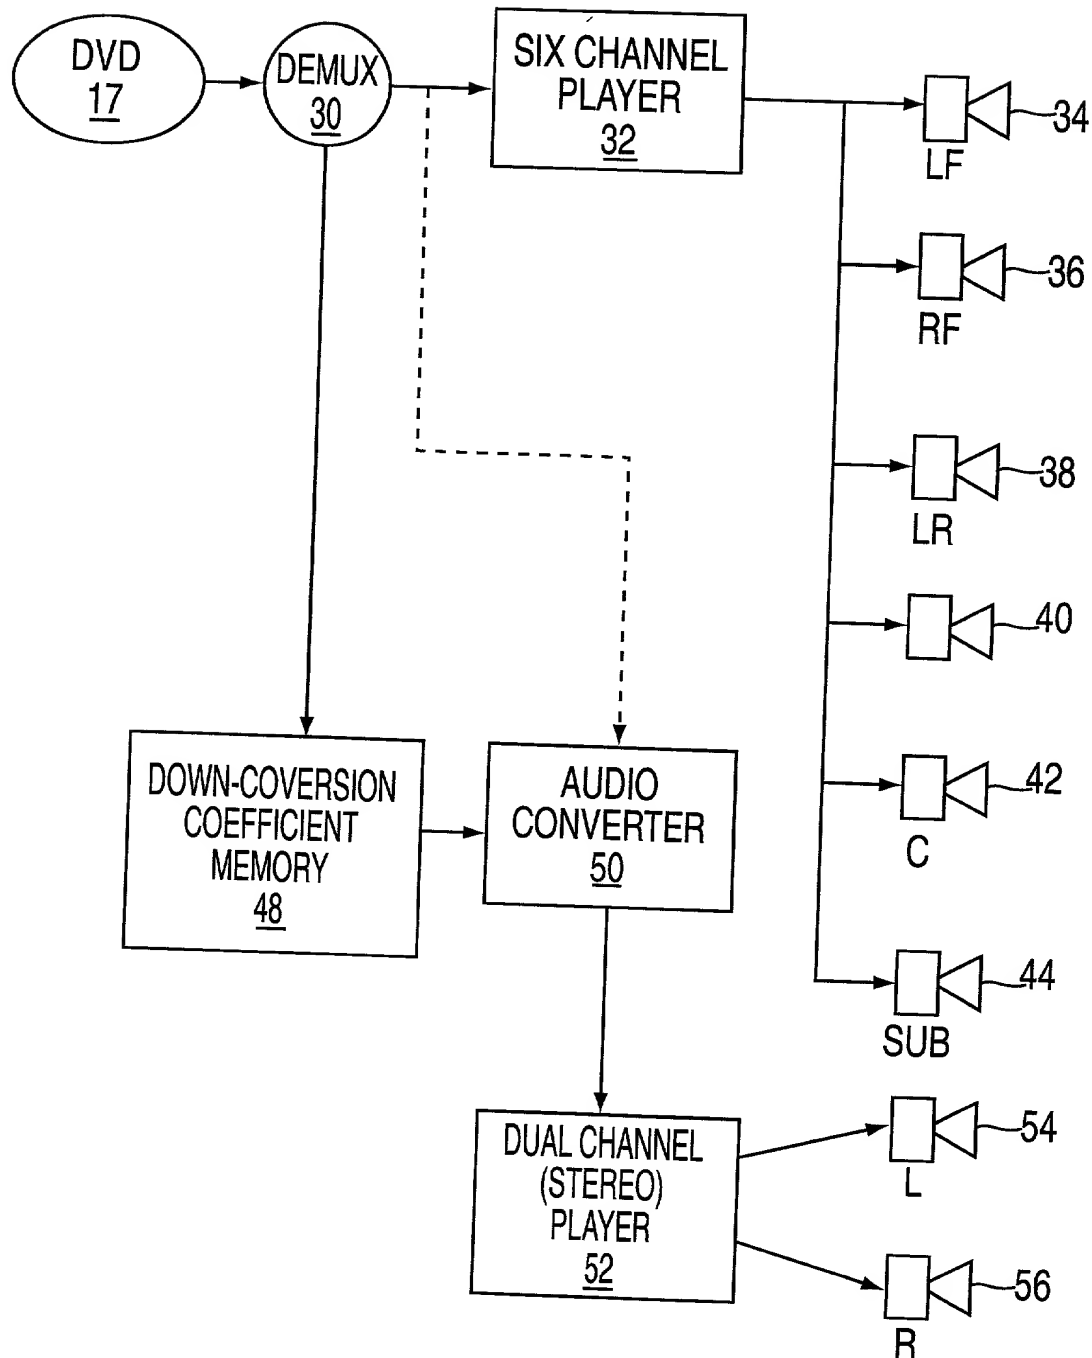 DVD
17
DEMUX
30
SIX CHANNEL
PLAYER
32
34
LF
36
RF
38
LR
40
42
C
44
SUB
DOWN-COVERSION
COEFFICIENT
MEMORY
48
AUDIO
CONVERTER
50
DUAL CHANNEL
(STEREO)
PLAYER
52
54
L
56
R